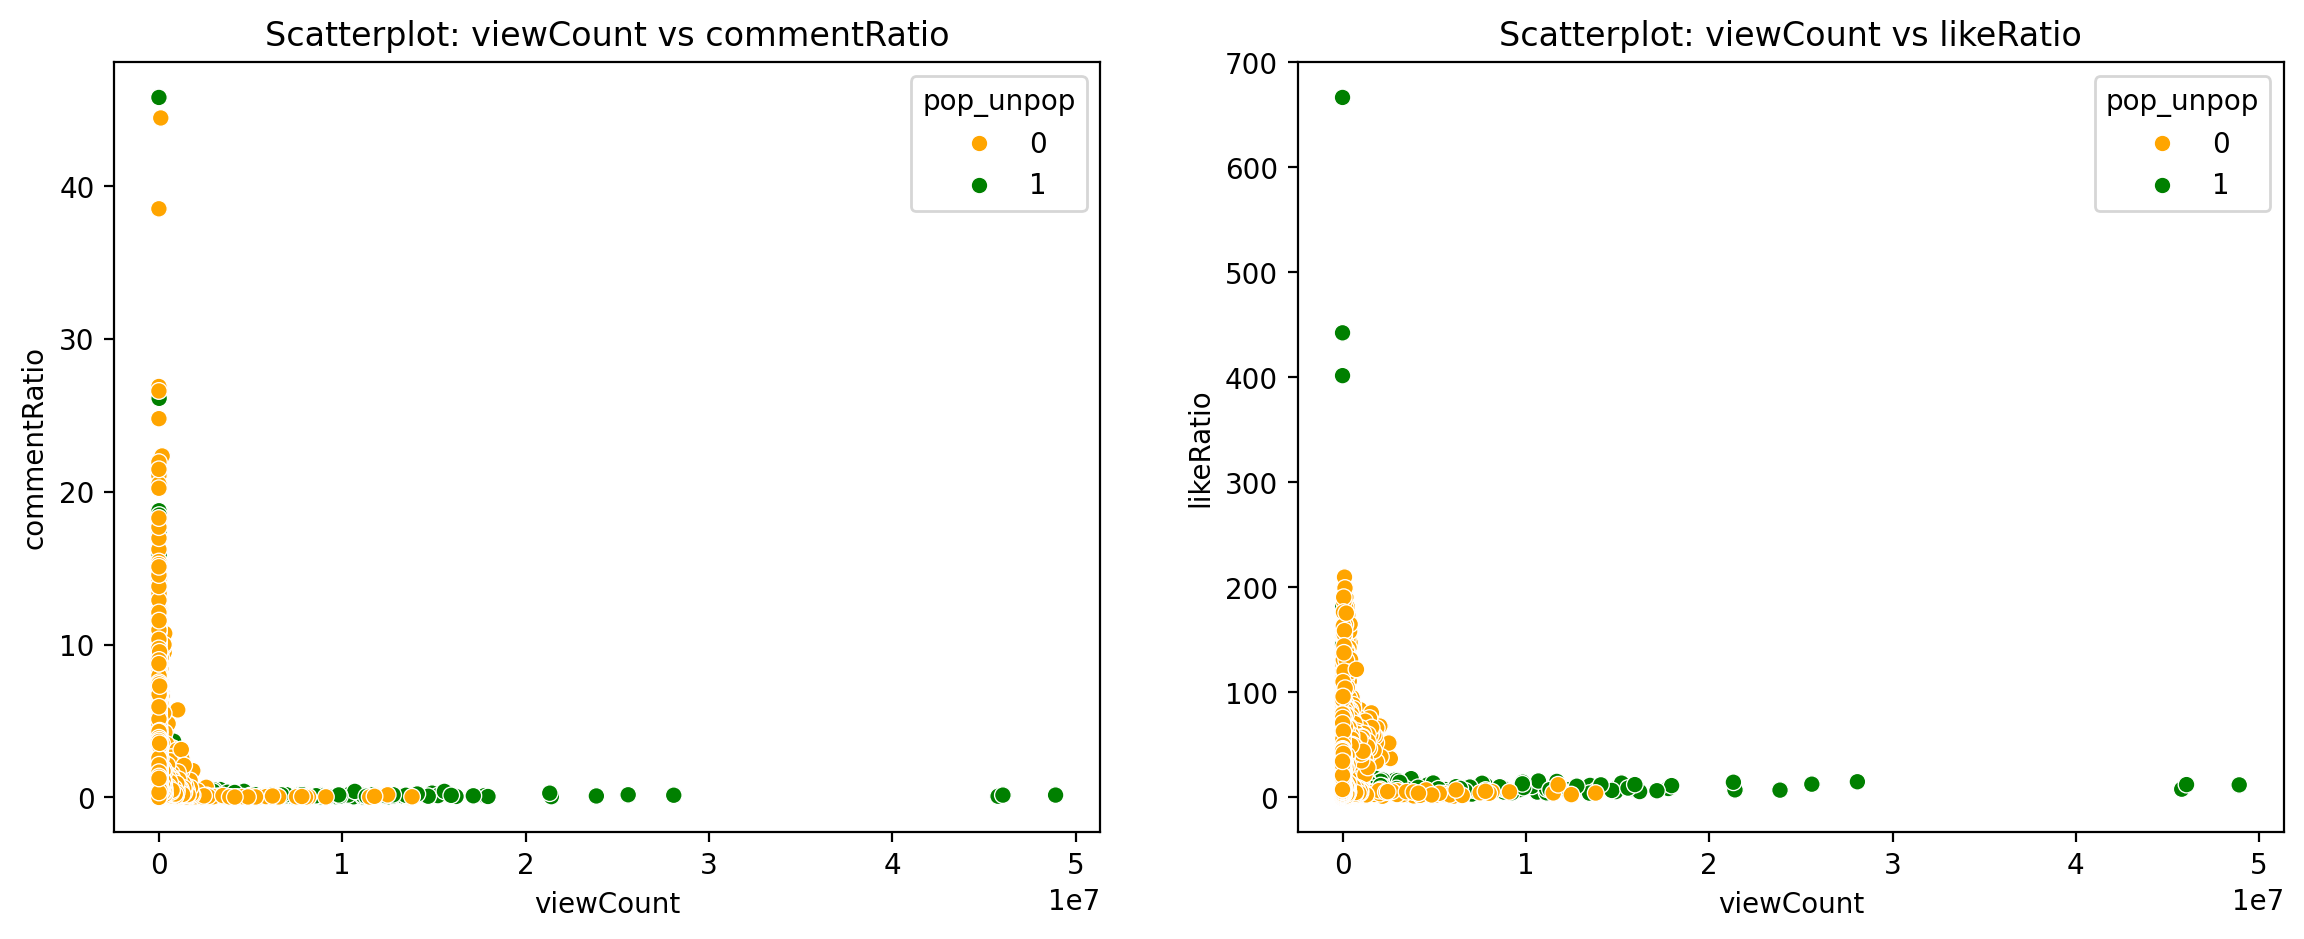 Scatterplot: viewCount vs commentRatio
pop_unpop
0
1
40
30
20
10
0
commentRatio
0 1 2 3 4 5
1e7
viewCount
Scatterplot: viewCount vs likeRatio
pop_unpop
0
1
700
600
500
400
300
200
100
0
likeRatio
0 1 2 3 4 5
1e7
viewCount